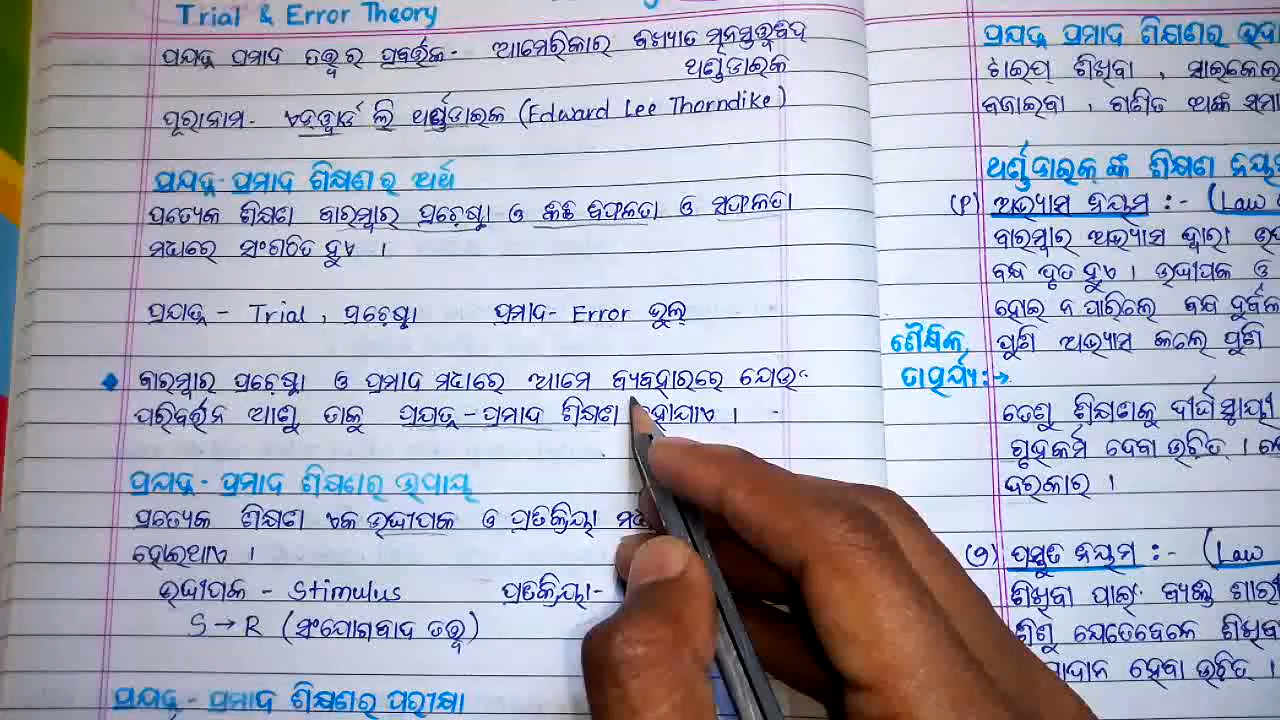 Trial & Error Theory
ପ୍ରଯତ୍ନ ପ୍ରମାଦ ତତ୍ତ୍ୱର ପ୍ରବର୍ତ୍ତକ- ଆମେରିକାର ବିଖ୍ୟାତ ମନସ୍ତତ୍ତ୍ୱବିଦ୍
ଥର୍ଣ୍ଣଡାଇକ
ପୂରାନାମ- ଏଡୱାର୍ଡ ଲି ଥର୍ଣ୍ଣଡାଇକ (Edward Lee Thorndike)
ପ୍ରଯତ୍ନ-ପ୍ରମାଦ ଶିକ୍ଷଣର ଅର୍ଥ
ପ୍ରତ୍ୟେକ ଶିକ୍ଷଣ ବାରମ୍ବାର ପ୍ରଚେଷ୍ଟା ଓ କିଛି ବିଫଳତା ଓ ସଫଳତା
ମଧ୍ୟରେ ସଂଗଠିତ ହୁଏ ।
ପ୍ରଯତ୍ନ - Trial, ପ୍ରଚେଷ୍ଟା ପ୍ରମାଦ- Error ଭୁଲ୍
ବାରମ୍ବାର ପ୍ରଚେଷ୍ଟା ଓ ପ୍ରମାଦ ମଧ୍ୟରେ ଆମେ ବ୍ୟବହାରରେ ଯେଉଁ
ପରିବର୍ତ୍ତନ ଆଣୁ ତାକୁ ପ୍ରଯତ୍ନ-ପ୍ରମାଦ ଶିକ୍ଷଣ କୁହାଯାଏ ।
ପ୍ରଯତ୍ନ-ପ୍ରମାଦ ଶିକ୍ଷଣର ଉପାୟ
ପ୍ରତ୍ୟେକ ଶିକ୍ଷଣ ଏକ ଉଦ୍ଦୀପକ ଓ ପ୍ରତିକ୍ରିୟା
ହୋଇଥାଏ ।
ଉଦ୍ଦୀପକ - Stimulus ପ୍ରତିକ୍ରିୟା-
S → R (ସଂଯୋଗବାଦ ତତ୍ତ୍ୱ)
ପ୍ରଯତ୍ନ-ପ୍ରମାଦ ଶିକ୍ଷଣର ପରୀକ୍ଷା
ପ୍ରଯତ୍ନ ପ୍ରମାଦ ଶିକ୍ଷଣର
ଟାଇପ ଶିଖିବା, ସାଇକେଲ
ବଜାଇବା, ଗଣିତ ଅଙ୍କ
ଥର୍ଣ୍ଣଡାଇକ୍ ଙ୍କ ଶିକ୍ଷଣ
(୧) ଅଭ୍ୟାସ ନିୟମ :- (Law
ବାରମ୍ବାର ଅଭ୍ୟାସ ଦ୍ୱାରା
ବନ୍ଧ ଦୃଢ ହୁଏ । ଉଦ୍ଦୀପକ ଓ
ହୋଇ ନ ପାରିଲେ ବନ୍ଧ ଦୁର୍ବଳ
ପୁଣି ଅଭ୍ୟାସ କଲେ ପୁଣି
ଶୈକ୍ଷିକ
ତାତ୍ପର୍ଯ୍ୟ:→
ତେଣୁ ଶିକ୍ଷଣକୁ ଦୀର୍ଘସ୍ଥାୟୀ
ଗୃହକର୍ମ ଦେବା ଉଚିତ ।
ଦରକାର ।
(୨) ପ୍ରସ୍ତୁତି ନିୟମ :- (Law
ଶିଖିବା ପାଇଁ ବ୍ୟକ୍ତି
ଶିଶୁ ଯେତେବେଳେ ଶିଖିବା
ହେବା ଉଚିତ ।